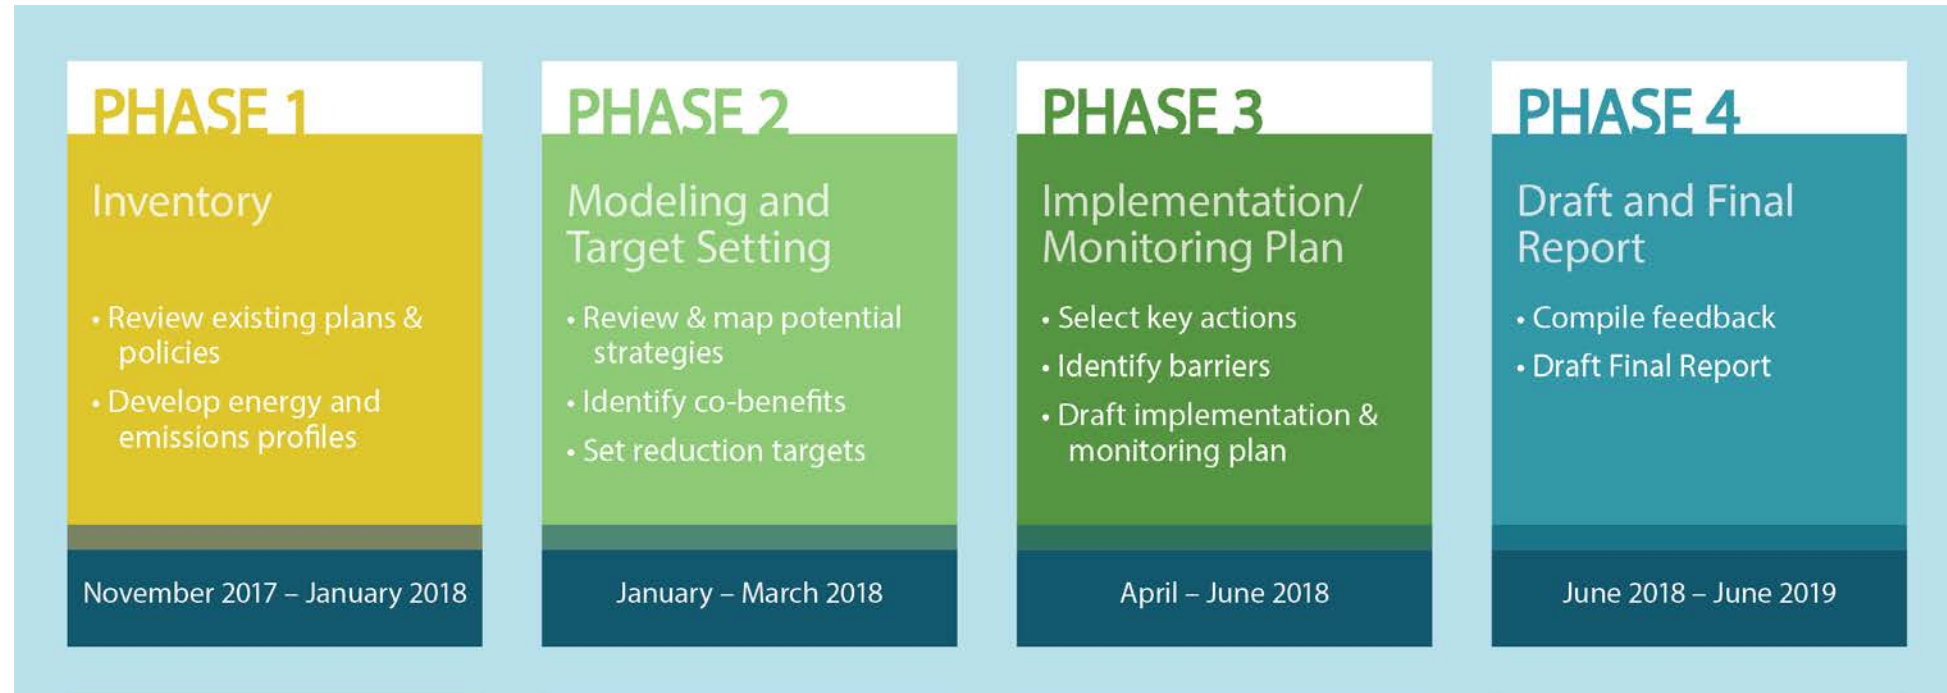 PHASE 1
Inventory
• Review existing plans &
policies
• Develop energy and
emissions profiles
November 2017 – January 2018
PHASE 2
Modeling and
Target Setting
• Review & map potential
strategies
• Identify co-benefits
• Set reduction targets
January – March 2018
PHASE 3
Implementation/
Monitoring Plan
• Select key actions
• Identify barriers
• Draft implementation &
monitoring plan
April – June 2018
PHASE 4
Draft and Final
Report
• Compile feedback
• Draft Final Report
June 2018 – June 2019